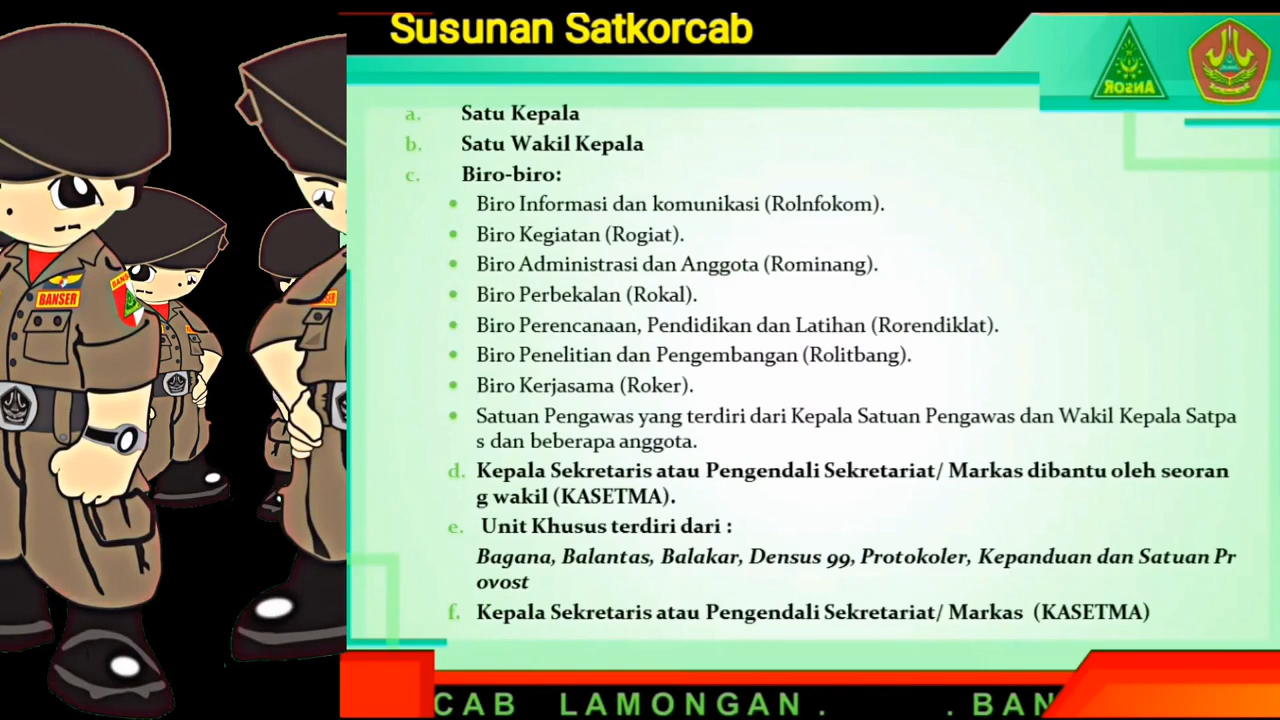 Susunan Satkorcab
ANSOR
a. Satu Kepala
b. Satu Wakil Kepala
c. Biro-biro:
• Biro Informasi dan komunikasi (Rolnfokom).
• Biro Kegiatan (Rogiat).
• Biro Administrasi dan Anggota (Rominang).
• Biro Perbekalan (Rokal).
• Biro Perencanaan, Pendidikan dan Latihan (Rorendiklat).
• Biro Penelitian dan Pengembangan (Rolitbang).
• Biro Kerjasama (Roker).
• Satuan Pengawas yang terdiri dari Kepala Satuan Pengawas dan Wakil Kepala Satpa
s dan beberapa anggota.
d. Kepala Sekretaris atau Pengendali Sekretariat/ Markas dibantu oleh seoran
g wakil (KASETMA).
e. Unit Khusus terdiri dari :
Bagana, Balantas, Balakar, Densus 99, Protokoler, Kepanduan dan Satuan Pr
ovost
f. Kepala Sekretaris atau Pengendali Sekretariat/ Markas (KASETMA)
BANSER
CAB LAMONGAN . . BAN